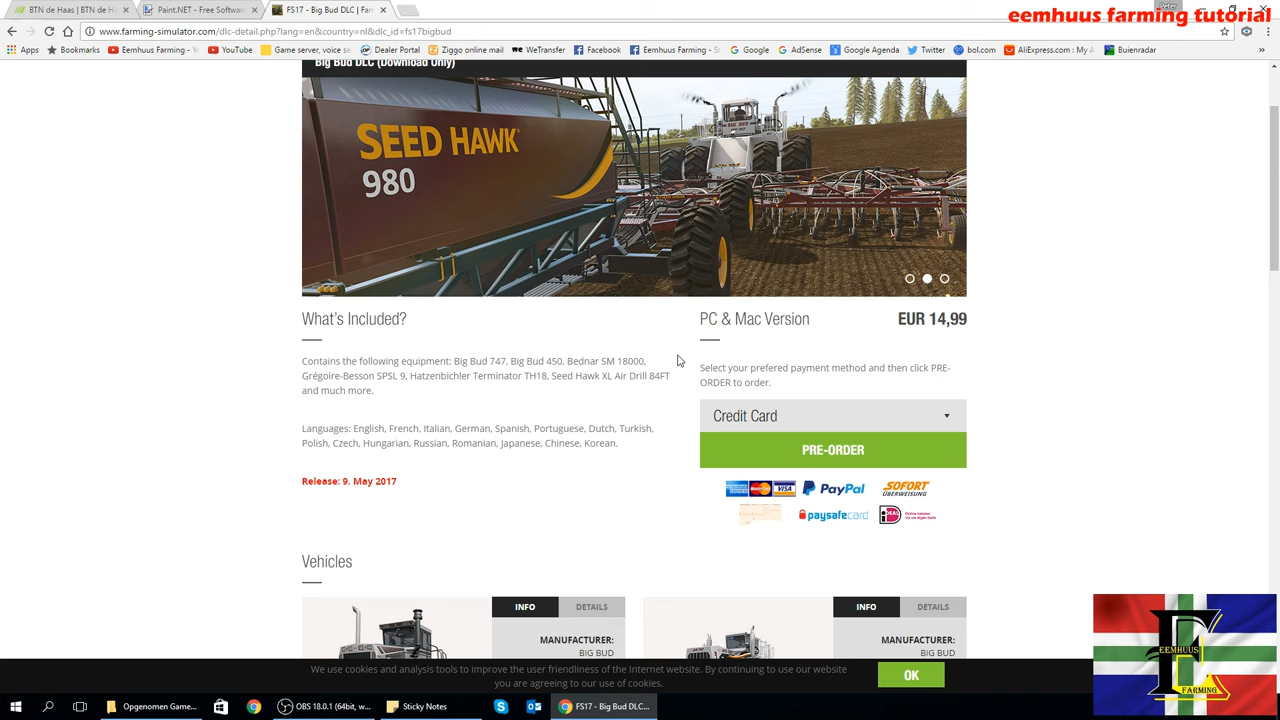 BTN de Haas | BTN de H
Paint.NET - Free Softwar
FS17 - Big Bud DLC | Far
Peter
eemhuus farming tutorial
www.farming-simulator.com/dlc-detail.php?lang=en&country=nl&dlc_id=fs17bigbud
Apps Bookmarks Eemhuus Farming - Y YouTube Game server, voice se Dealer Portal Ziggo online mail WeTransfer Facebook Eemhuus Farming - St Google AdSense Google Agenda Twitter bol.com AliExpress.com : My A Buienradar
Big Bud DLC (Download Only)
SEED HAWK
980
BIG BUD
What's Included?
Contains the following equipment: Big Bud 747, Big Bud 450, Bednar SM 18000,
Grégoire-Besson SPSL 9, Hatzenbichler Terminator TH18, Seed Hawk XL Air Drill 84FT
and much more.
Languages: English, French, Italian, German, Spanish, Portuguese, Dutch, Turkish,
Polish, Czech, Hungarian, Russian, Romanian, Japanese, Chinese, Korean.
Release: 9. May 2017
PC & Mac Version EUR 14,99
Select your prefered payment method and then click PRE-
ORDER to order.
Credit Card
PRE-ORDER
VISA PayPal SOFORT
ÜBERWEISUNG
paysafecard iDEAL
Vehicles
INFO DETAILS
MANUFACTURER:
BIG BUD
INFO DETAILS
MANUFACTURER:
BIG BUD
We use cookies and analysis tools to improve the user friendliness of the Internet website. By continuing to use our website
you are agreeing to our use of cookies.
OK
EEMHUUS
FARMING
Opgenomen Game...
OBS 18.0.1 (64bit, w...
Sticky Notes
FS17 - Big Bud DLC...